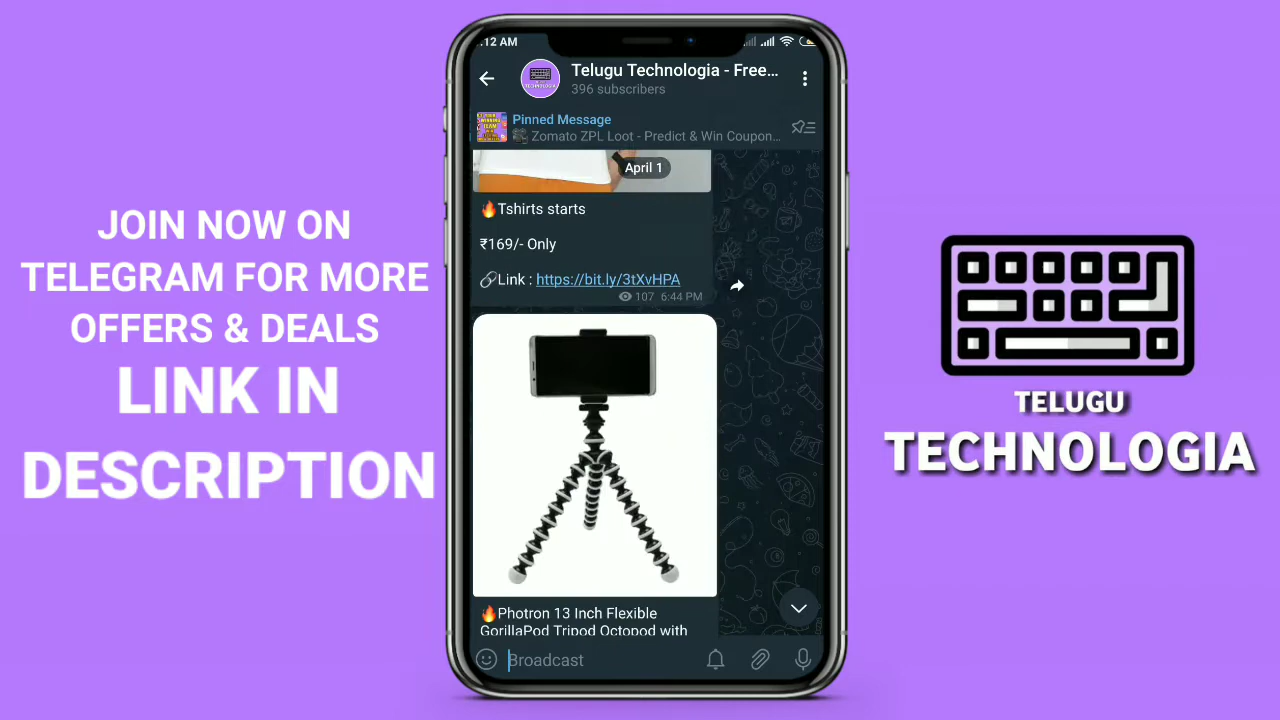 JOIN NOW ON
TELEGRAM FOR MORE
OFFERS & DEALS
LINK IN
DESCRIPTION
:12 AM
Telugu Technologia - Free...
396 subscribers
Pinned Message
Zomato ZPL Loot - Predict & Win Coupon...
April 1
🔥Tshirts starts
₹169/- Only
🔗Link : https://bit.ly/3tXvHPA
107 6:44 PM
🔥Photron 13 Inch Flexible
GorillaPod Tripod Octopod with
Broadcast
TELUGU
TECHNOLOGIA